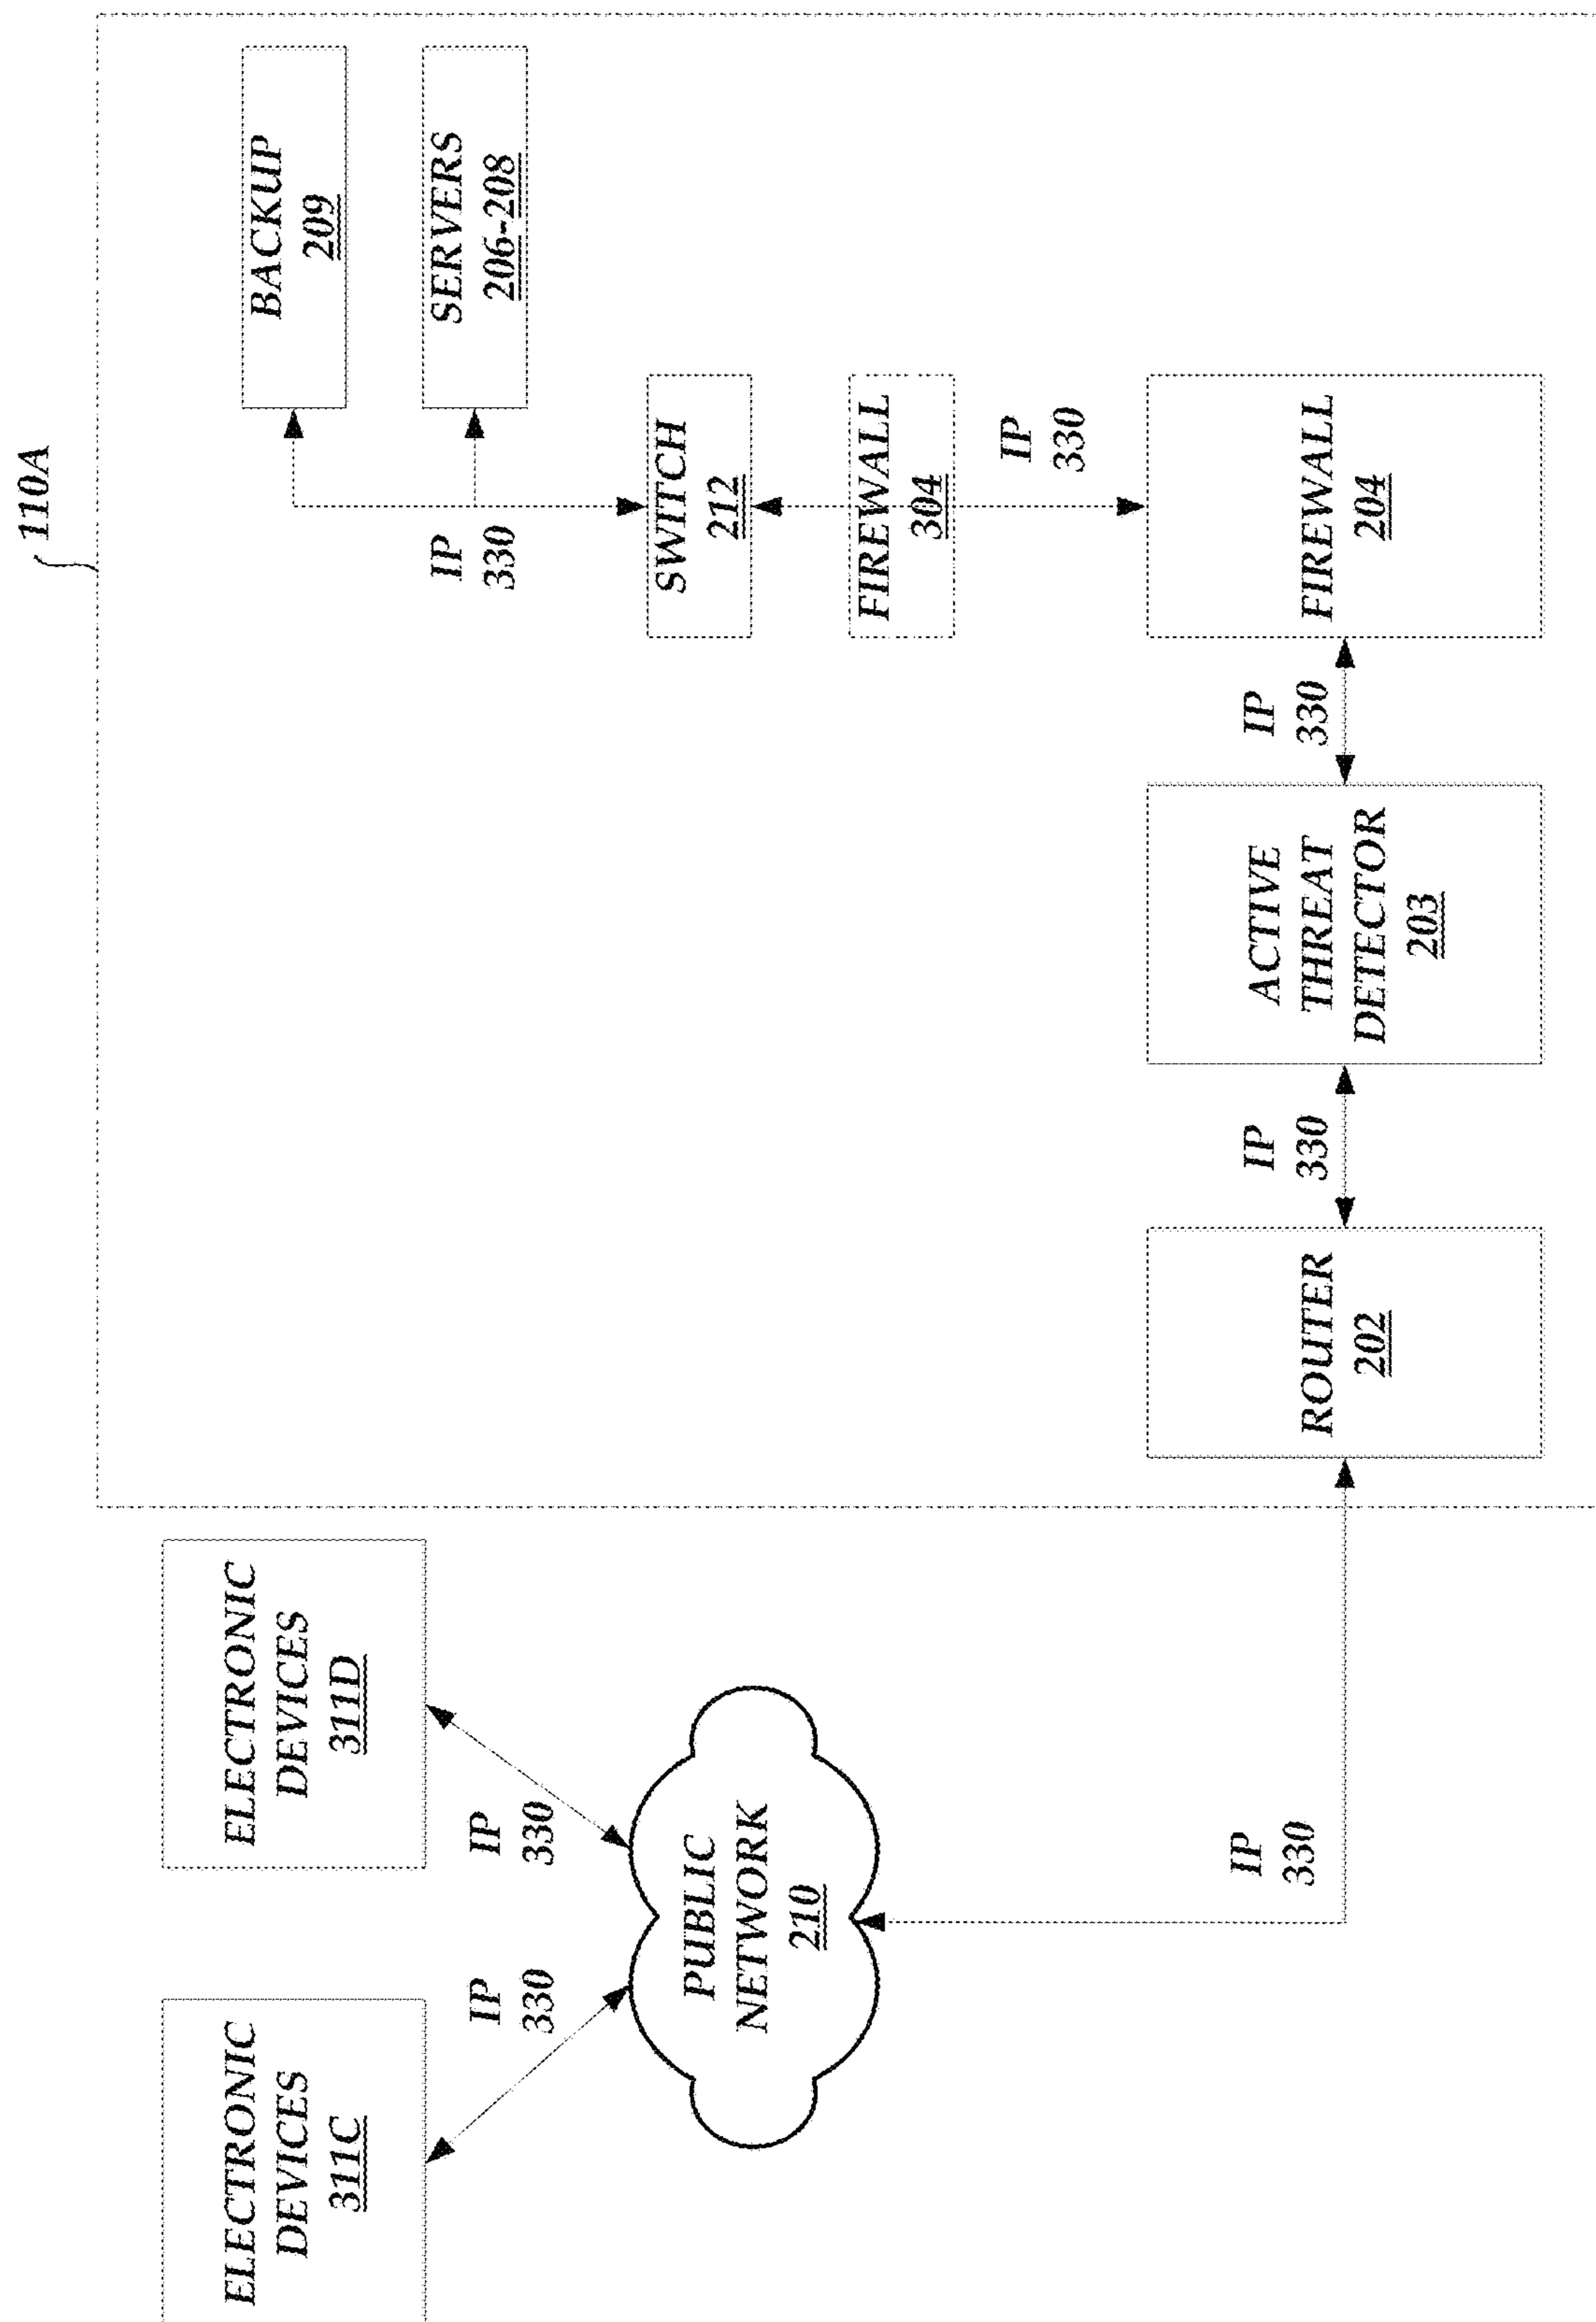 110A
ELECTRONIC
DEVICES
311C
ELECTRONIC
DEVICES
311D
BACKUP
209
SERVERS
206-208
IP
330
IP
330
IP
330
PUBLIC
NETWORK
210
SWITCH
212
FIREWALL
304
IP
330
IP
330
ROUTER
202
IP
330
ACTIVE
THREAT
DETECTOR
203
IP
330
FIREWALL
204